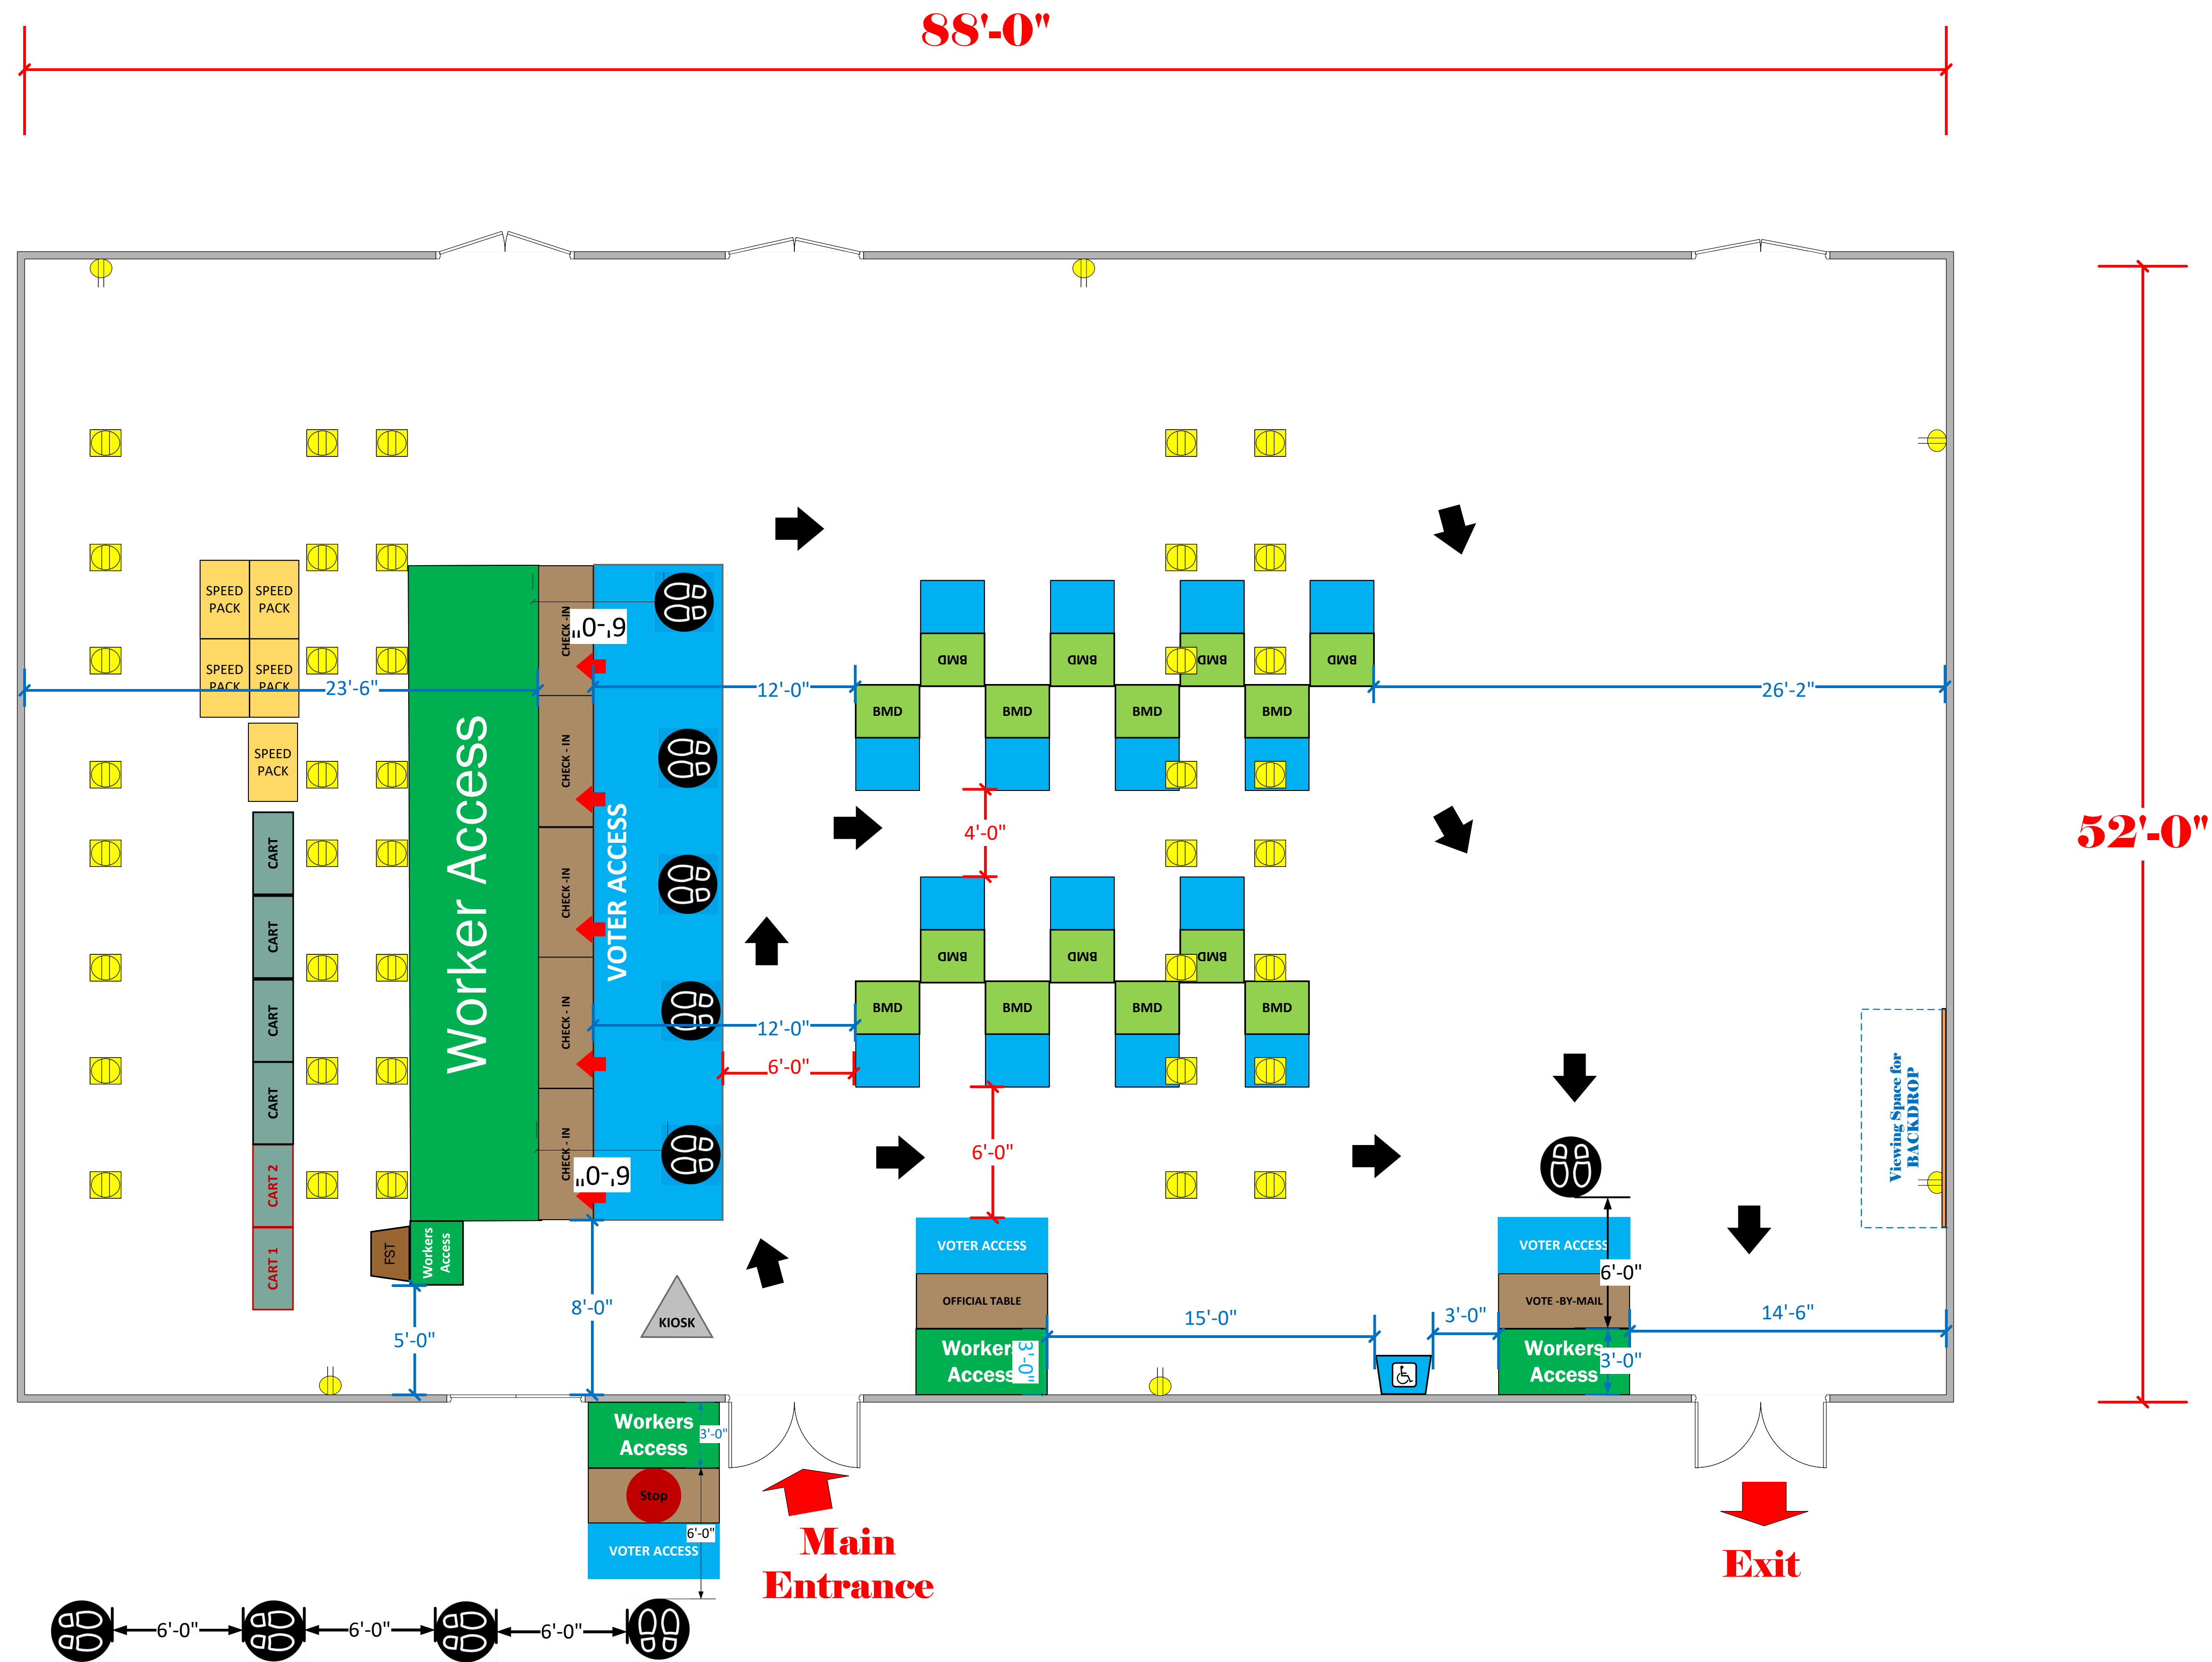 88'-0"
52'-0"
SPEED
PACK
SPEED
PACK
SPEED
PACK
SPEED
PACK
SPEED
PACK
23'-6"
CART
CART
CART
CART
CART 2
CART 1
FST
Workers
Access
5'-0"
Worker Access
CHECK -IN
CHECK - IN
CHECK -IN
CHECK - IN
CHECK - IN
6'-0"
6'-0"
VOTER ACCESS
8'-0"
KIOSK
12'-0"
12'-0"
6'-0"
BMD
BMD
BMD
BMD
BMD
BMD
BMD
BMD
26'-2"
4'-0"
BMD
BMD
BMD
BMD
BMD
BMD
BMD
6'-0"
VOTER ACCESS
OFFICIAL TABLE
Workers
Access
3'-0"
15'-0"
3'-0"
VOTER ACCESS
6'-0"
VOTE -BY-MAIL
Workers
Access
3'-0"
14'-6"
Viewing Space for
BACKDROP
Workers
Access
3'-0"
Stop
6'-0"
VOTER ACCESS
Main
Entrance
Exit
6'-0"
6'-0"
6'-0"